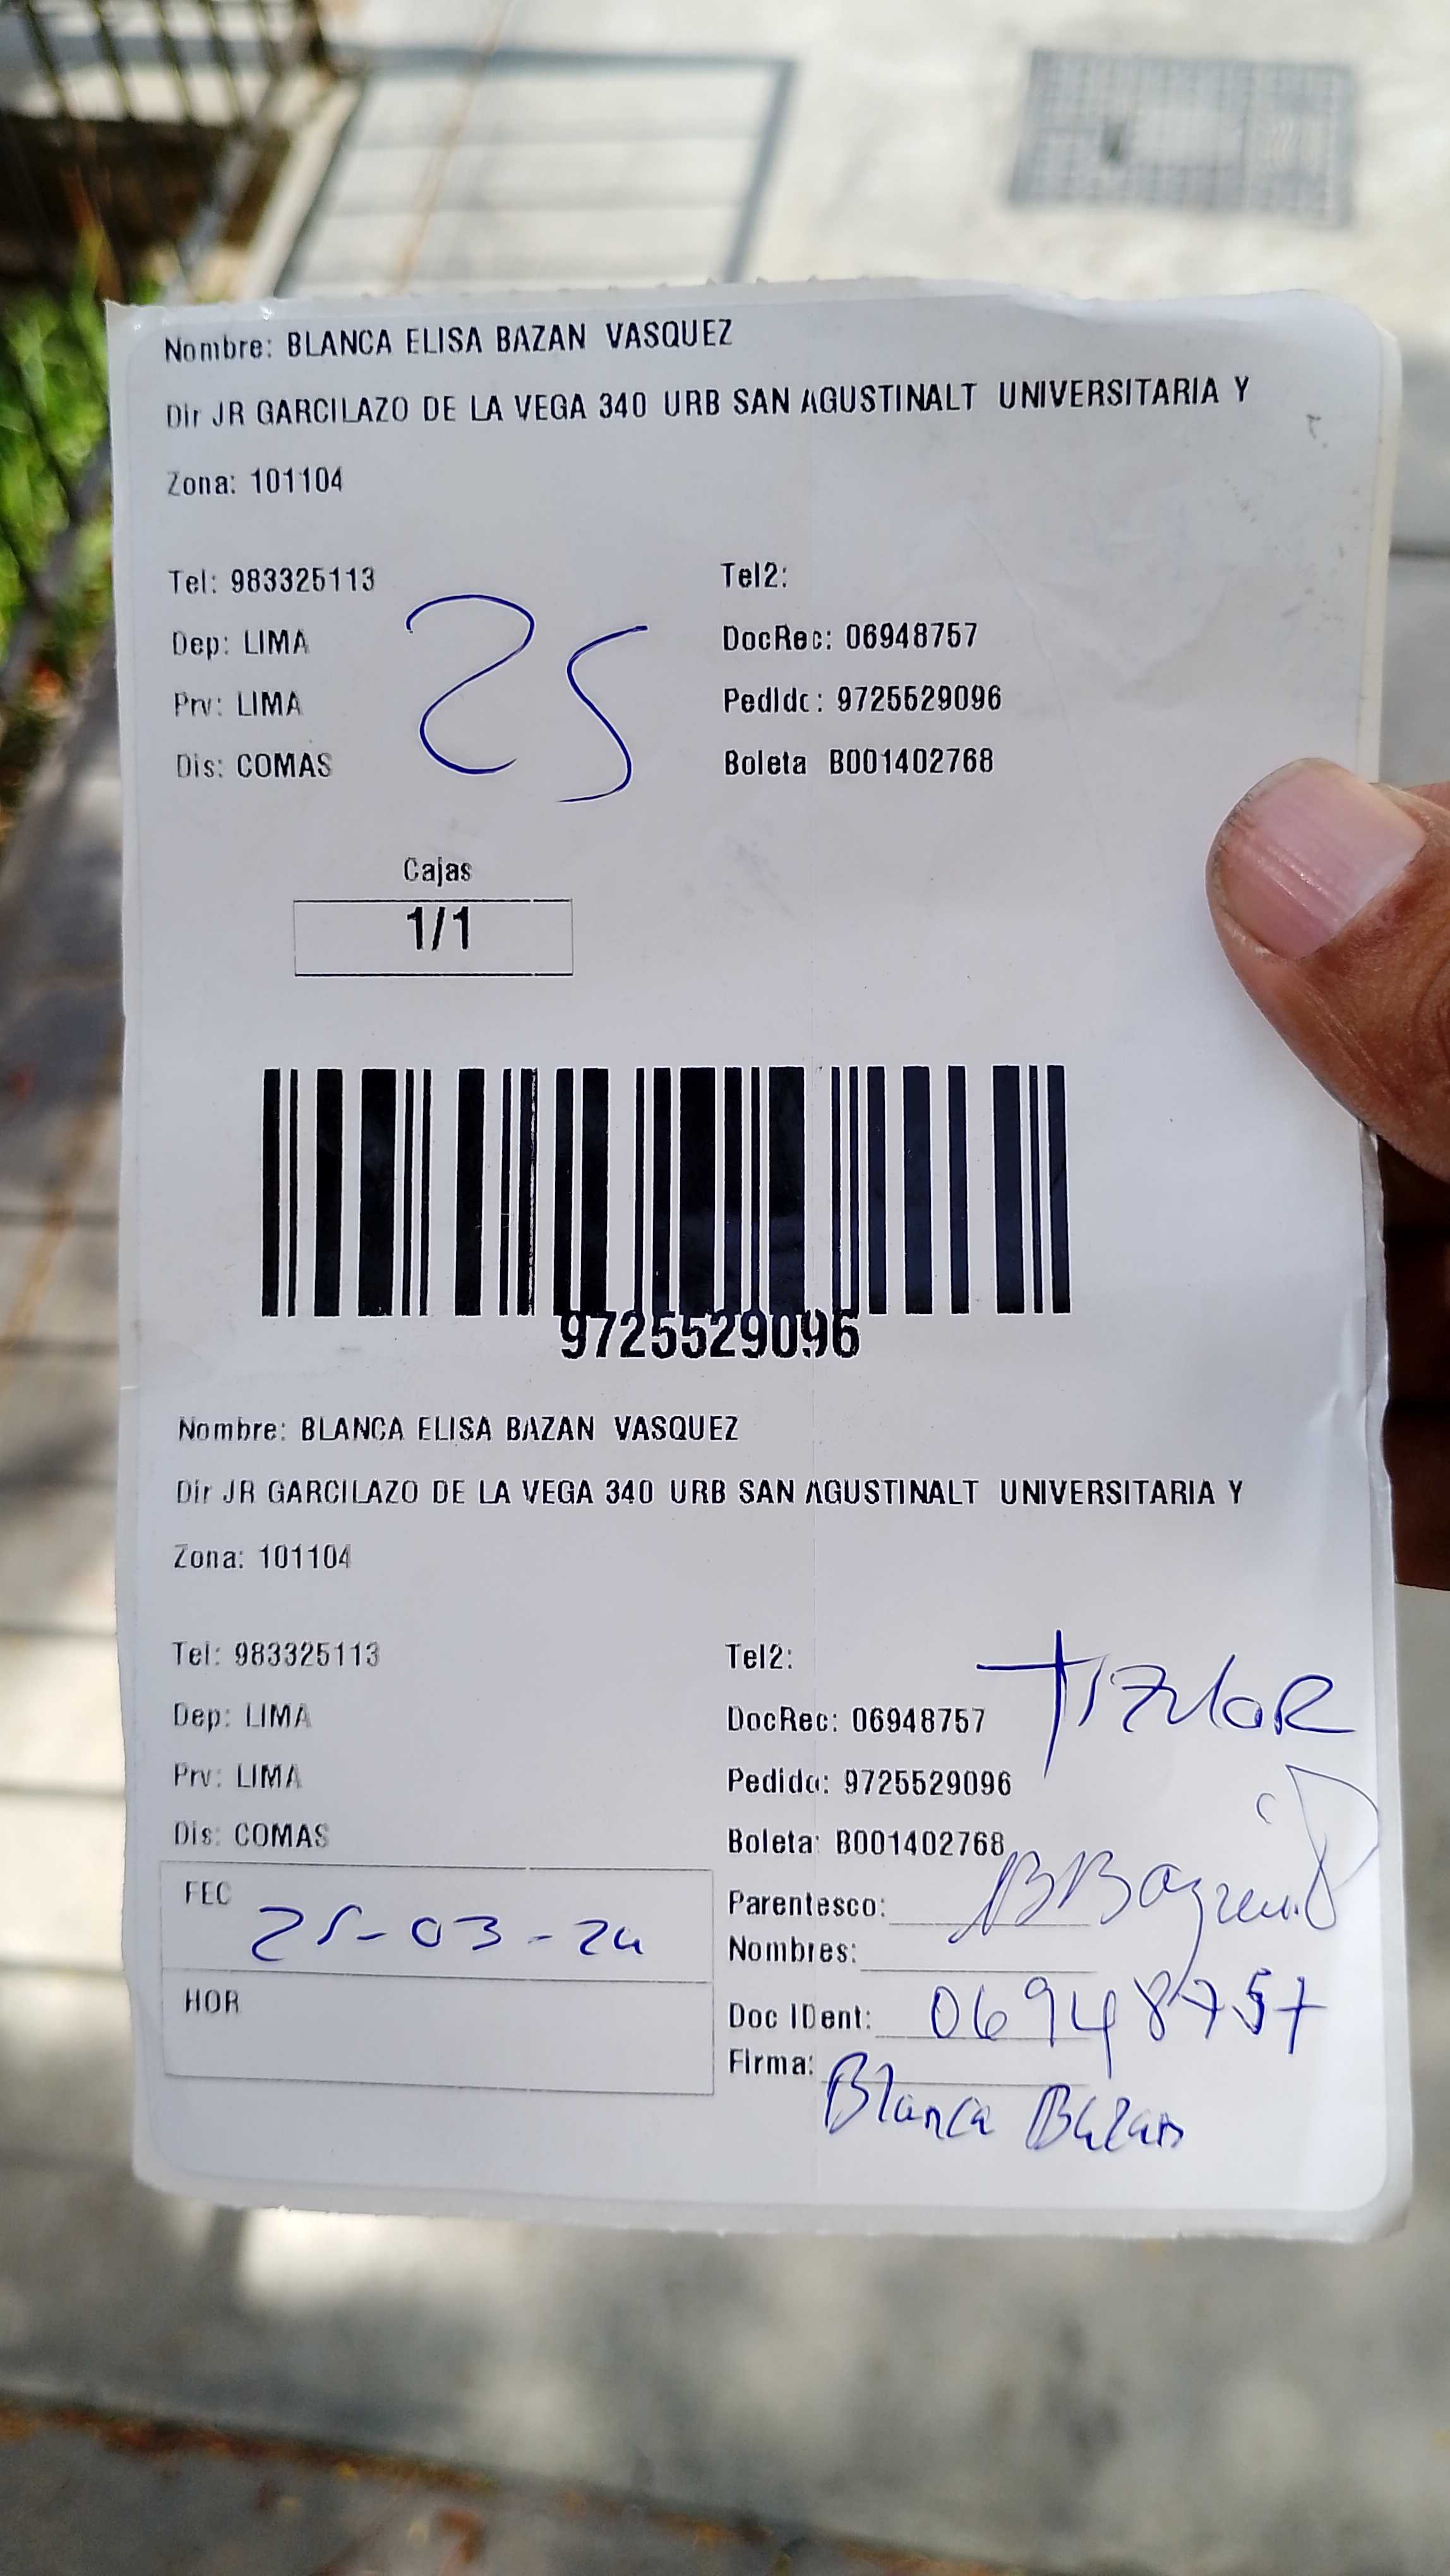 Nombre: BLANCA ELISA BAZAN VASQUEZ
Dir JR GARCILAZO DE LA VEGA 340 URB SAN AGUSTINALT UNIVERSITARIA Y
Zona: 101104
Tel: 983325113 Tel2:
Dep: LIMA DocRec: 06948757
Prv: LIMA Pedido: 9725529096
Dis: COMAS Boleta B001402768
25
Cajas
1/1
9725529096
Nombre: BLANCA ELISA BAZAN VASQUEZ
Dir JR GARCILAZO DE LA VEGA 340 URB SAN AGUSTINALT UNIVERSITARIA Y
Zona: 101104
Tel: 983325113 Tel2:
Dep: LIMA DocRec: 06948757 TITULAR
Prv: LIMA Pedido: 9725529096
Dis: COMAS Boleta: B001402768
FEC 25-03-24 Parentesco:
Nombres:
HOR Doc IDent: 06948757
Firma: Blanca Bazan